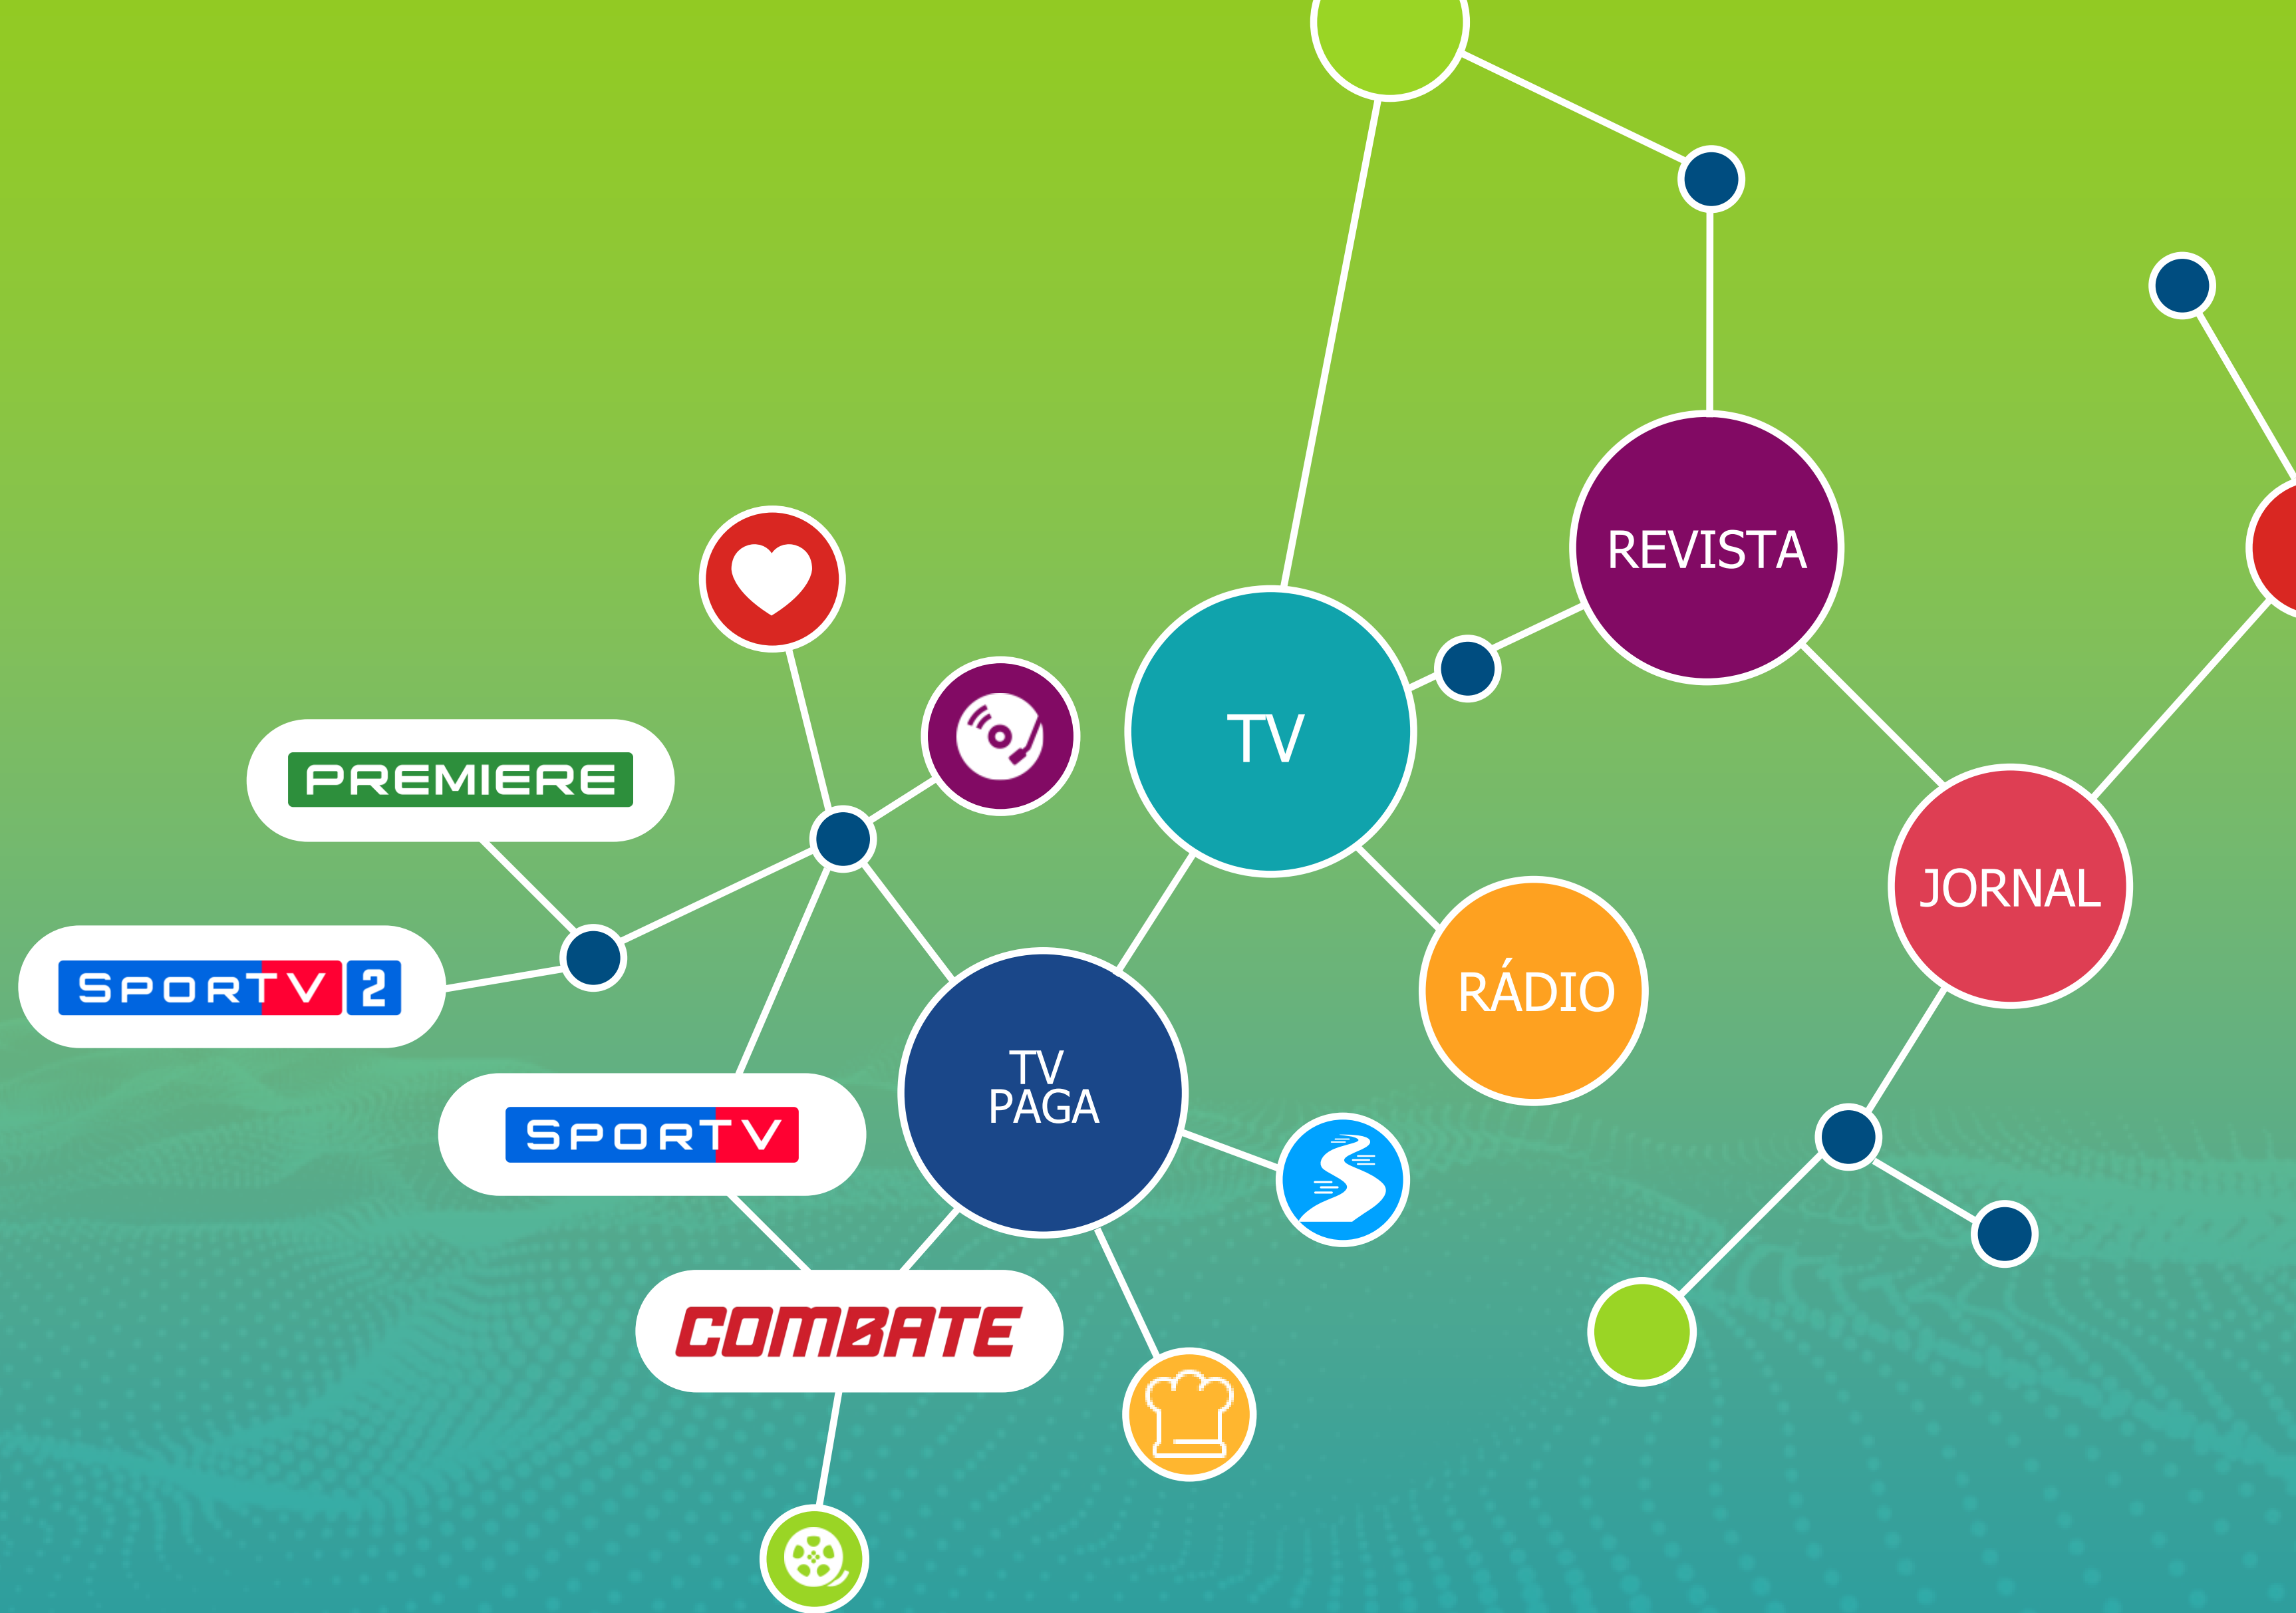 REVISTA
TV
PREMIERE
JORNAL
SPORTV 2
RÁDIO
TV
PAGA
SPORTV
COMBATE